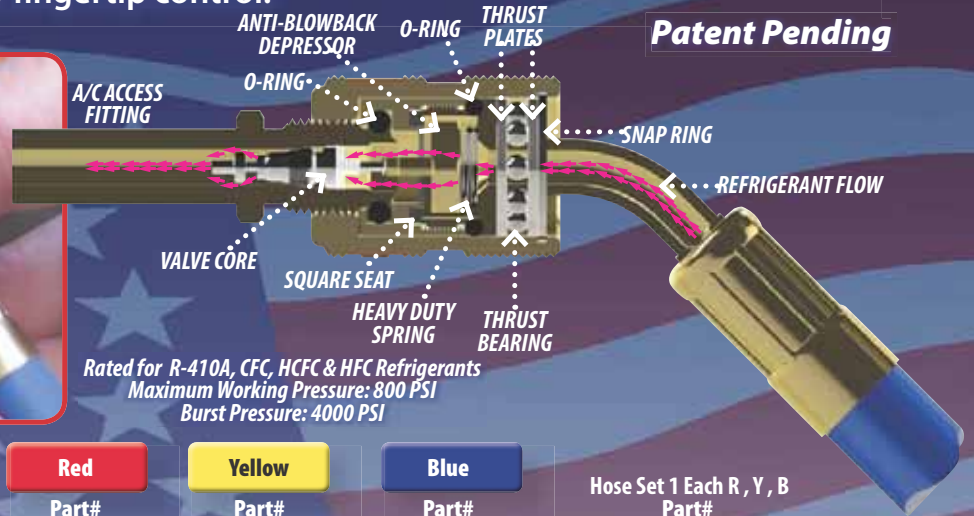 fingertip control.
Patent Pending
ANTI-BLOWBACK
DEPRESSOR
O-RING
THRUST
PLATES
O-RING
A/C ACCESS
FITTING
SNAP RING
REFRIGERANT FLOW
VALVE CORE
SQUARE SEAT
HEAVY DUTY
SPRING
THRUST
BEARING
Rated for R-410A, CFC, HCFC & HFC Refrigerants
Maximum Working Pressure: 800 PSI
Burst Pressure: 4000 PSI
Red
Yellow
Blue
Hose Set 1 Each R , Y , B
Part#
Part#
Part#
Part#